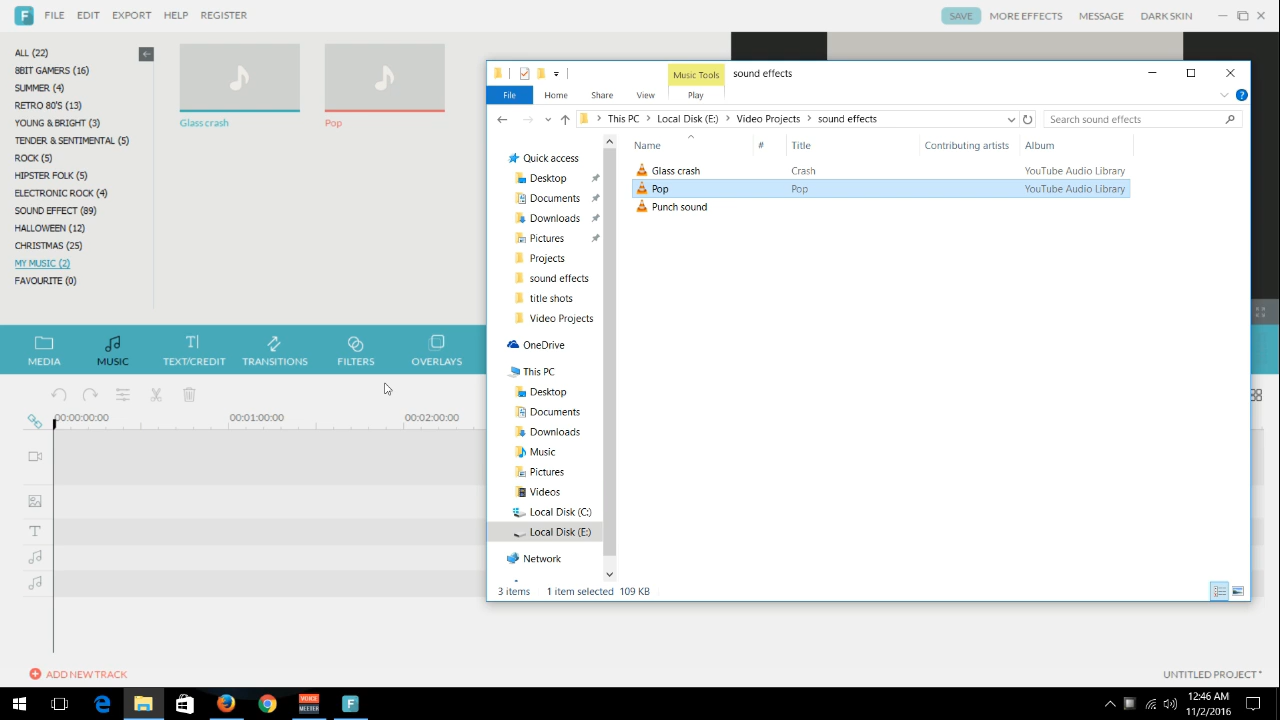 F FILE EDIT EXPORT HELP REGISTER
SAVE MORE EFFECTS MESSAGE DARK SKIN
ALL (22)
8BIT GAMERS (16)
SUMMER (4)
RETRO 80'S (13)
YOUNG & BRIGHT (3)
TENDER & SENTIMENTAL (5)
ROCK (5)
HIPSTER FOLK (5)
ELECTRONIC ROCK (4)
SOUND EFFECT (89)
HALLOWEEN (12)
CHRISTMAS (25)
MY MUSIC (2)
FAVOURITE (0)
Glass crash
Pop
MEDIA MUSIC TEXT/CREDIT TRANSITIONS FILTERS OVERLAYS
00:00:00:00 00:01:00:00 00:02:00:00
T
ADD NEW TRACK
UNTITLED PROJECT *
Music Tools sound effects
File Home Share View Play
This PC Local Disk (E:) Video Projects sound effects
Search sound effects
Quick access
Desktop
Documents
Downloads
Pictures
Projects
sound effects
title shots
Video Projects
OneDrive
This PC
Desktop
Documents
Downloads
Music
Pictures
Videos
Local Disk (C:)
Local Disk (E:)
Network
Name # Title Contributing artists Album
Glass crash Crash YouTube Audio Library
Pop Pop YouTube Audio Library
Punch sound
3 items 1 item selected 109 KB
VOICE
MEETER
F
12:46 AM
11/2/2016